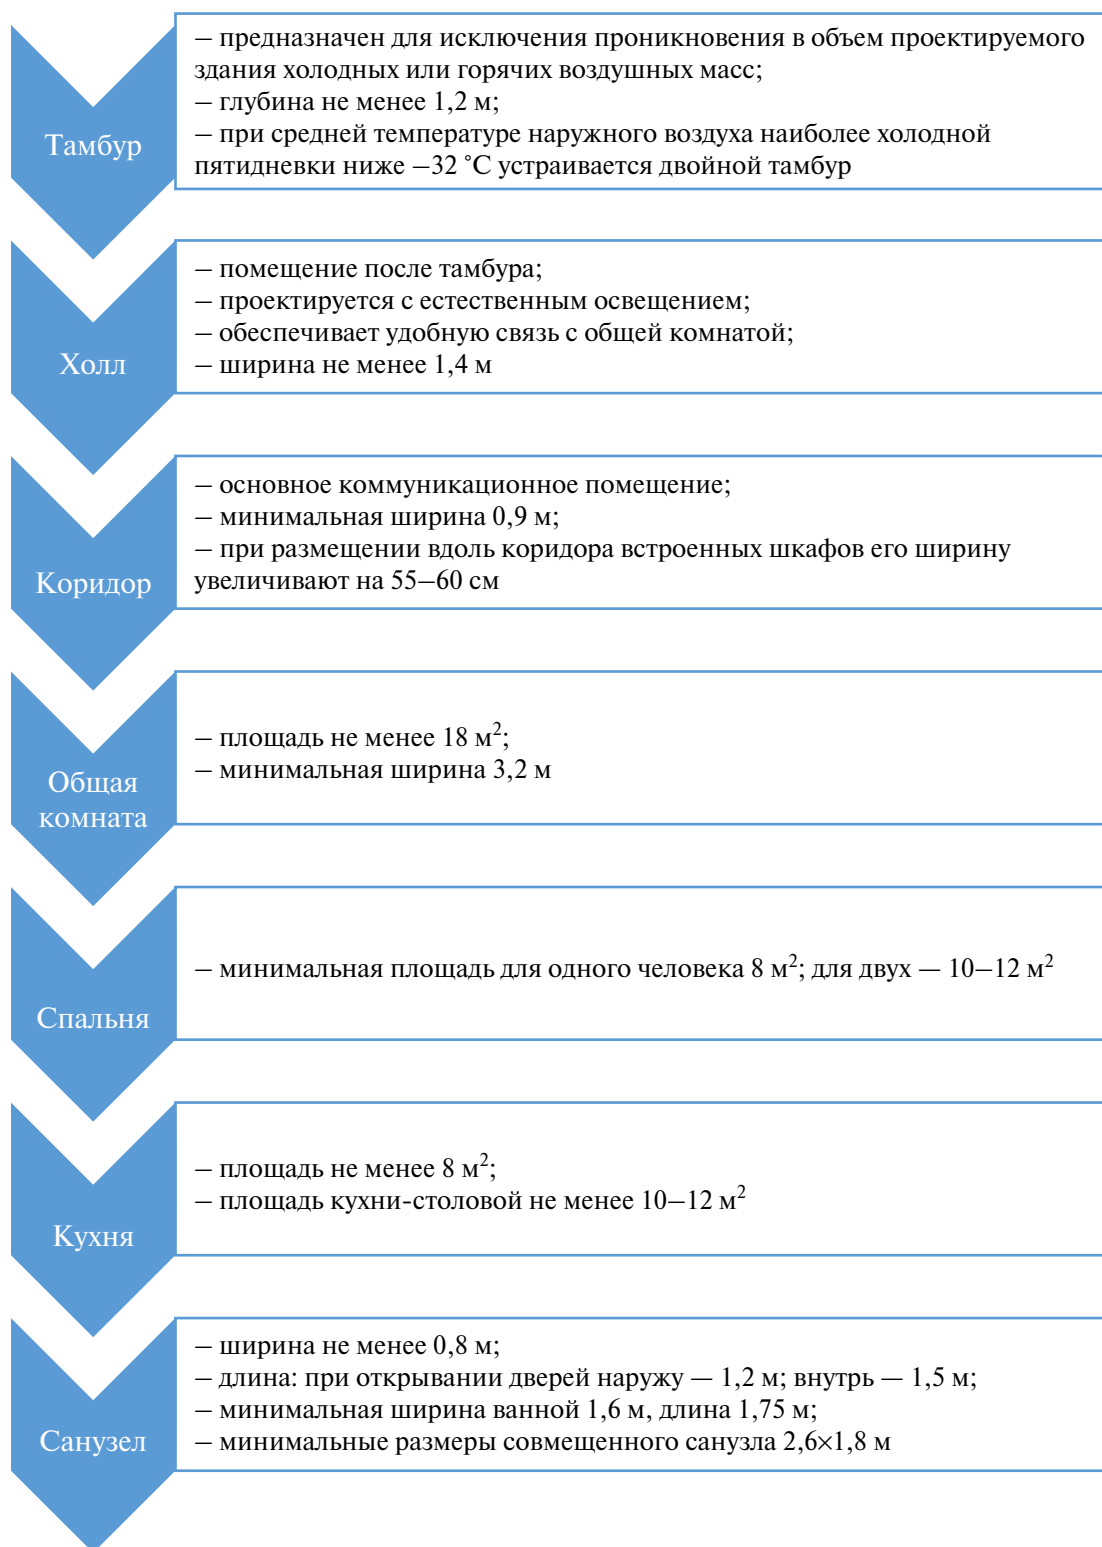 Тамбур
— предназначен для исключения проникновения в объем проектируемого
здания холодных или горячих воздушных масс;
— глубина не менее 1,2 м;
— при средней температуре наружного воздуха наиболее холодной
пятидневки ниже —32 °С устраивается двойной тамбур
Холл
— помещение после тамбура;
— проектируется с естественным освещением;
— обеспечивает удобную связь с общей комнатой;
— ширина не менее 1,4 м
Коридор
— основное коммуникационное помещение;
— минимальная ширина 0,9 м;
— при размещении вдоль коридора встроенных шкафов его ширину
увеличивают на 55—60 см
Общая
комната
— площадь не менее 18 м²;
— минимальная ширина 3,2 м
Спальня
— минимальная площадь для одного человека 8 м²; для двух — 10—12 м²
Кухня
— площадь не менее 8 м²;
— площадь кухни-столовой не менее 10—12 м²
Санузел
— ширина не менее 0,8 м;
— длина: при открывании дверей наружу — 1,2 м; внутрь — 1,5 м;
— минимальная ширина ванной 1,6 м, длина 1,75 м;
— минимальные размеры совмещенного санузла 2,6×1,8 м